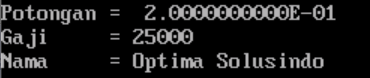 Potongan =  2.0000000000E-01
Gaji     = 25000
Nama     = Optima Solusindo